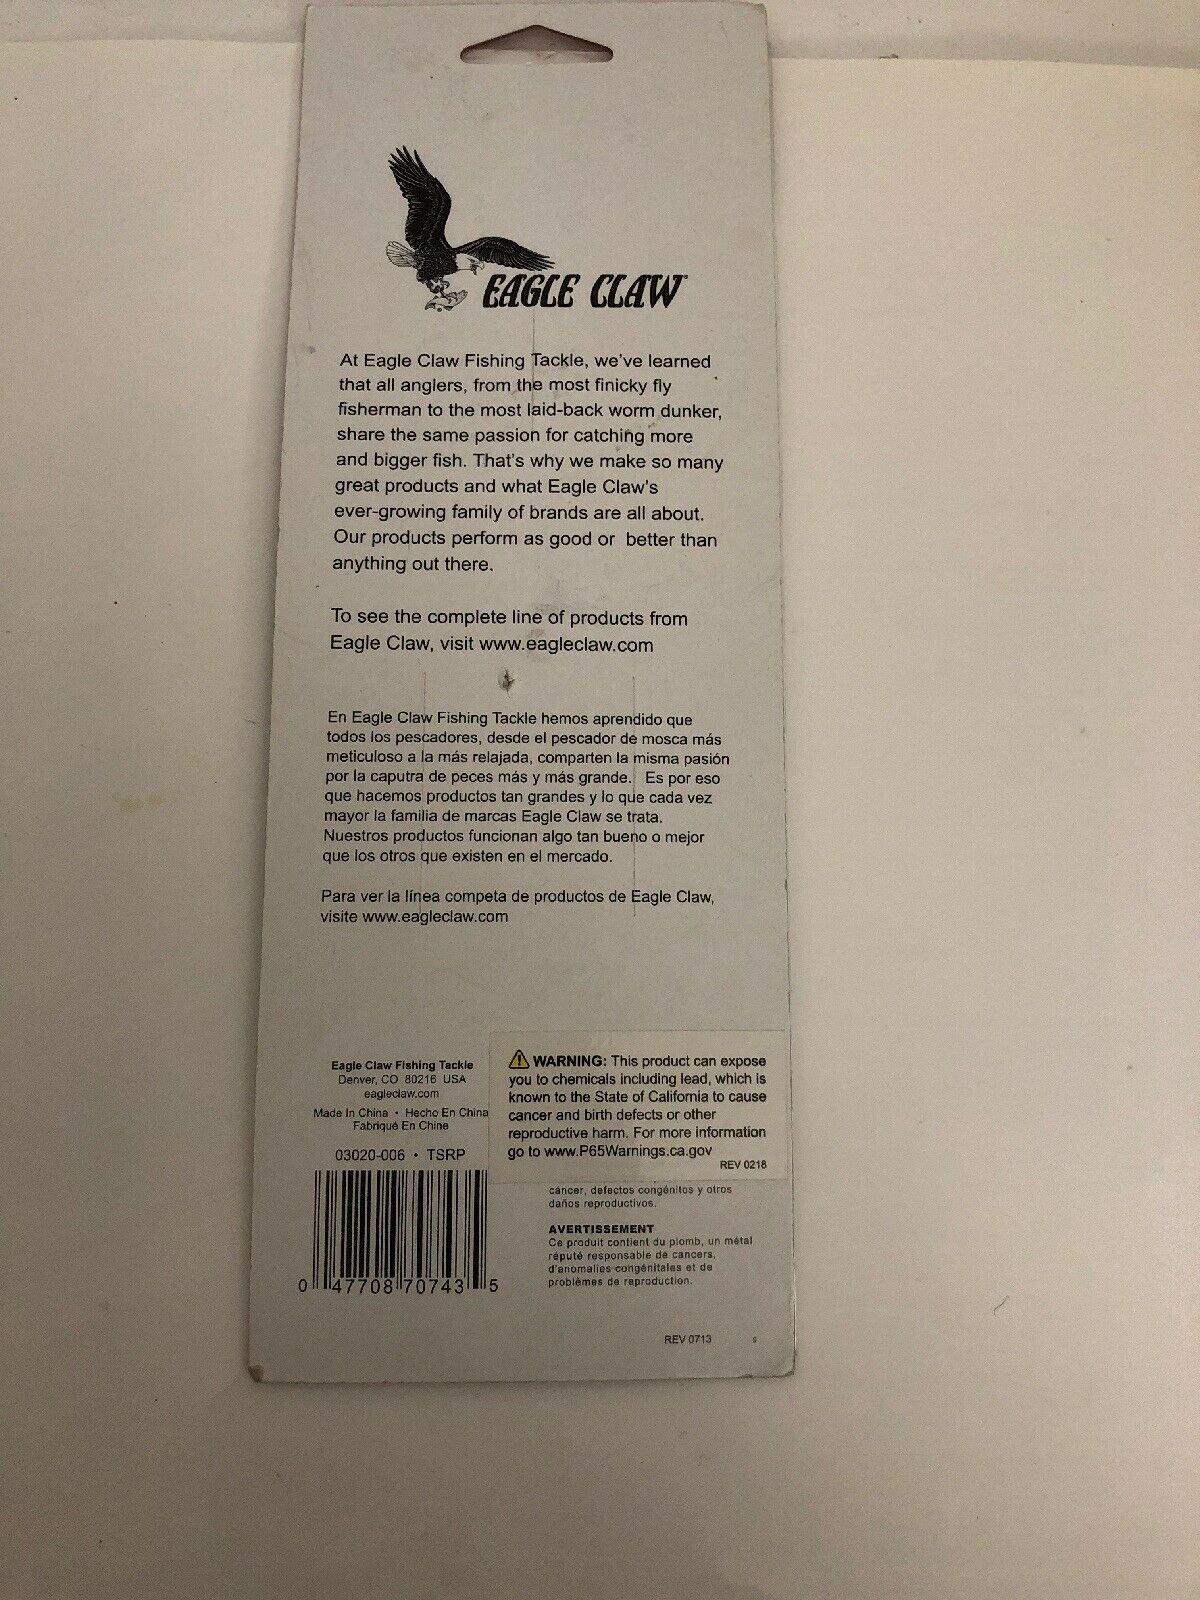 EAGLE CLAW
At Eagle Claw Fishing Tackle, we've learned
that all anglers, from the most finicky fly
fisherman to the most laid-back worm dunker,
share the same passion for catching more
and bigger fish. That's why we make so many
great products and what Eagle Claw's
ever-growing family of brands are all about.
Our products perform as good or better than
anything out there.
To see the complete line of products from
Eagle Claw, visit www.eagleclaw.com
En Eagle Claw Fishing Tackle hemos aprendido que
todos los pescadores, desde el pescador de mosca más
meticuloso a la más relajada, comparten la misma pasión
por la caputra de peces más y más grande. Es por eso
que hacemos productos tan grandes y lo que cada vez
mayor la familia de marcas Eagle Claw se trata.
Nuestros productos funcionan algo tan bueno o mejor
que los otros que existen en el mercado.
Para ver la línea competa de productos de Eagle Claw,
visite www.eagleclaw.com
Eagle Claw Fishing Tackle
Denver, CO 80216 USA
eagleclaw.com
Made In China • Hecho En China
Fabriqué En Chine
03020-006 • TSRP
0 47708 70743 5
WARNING: This product can expose
you to chemicals including lead, which is
known to the State of California to cause
cancer and birth defects or other
reproductive harm. For more information
go to www.P65Warnings.ca.gov
REV 0218
cáncer, defectos congénitos y otros
daños reproductivos.
AVERTISSEMENT
Ce produit contient du plomb, un métal
réputé responsable de cancers,
d'anomalies congénitales et de
problèmes de reproduction.
REV 0713